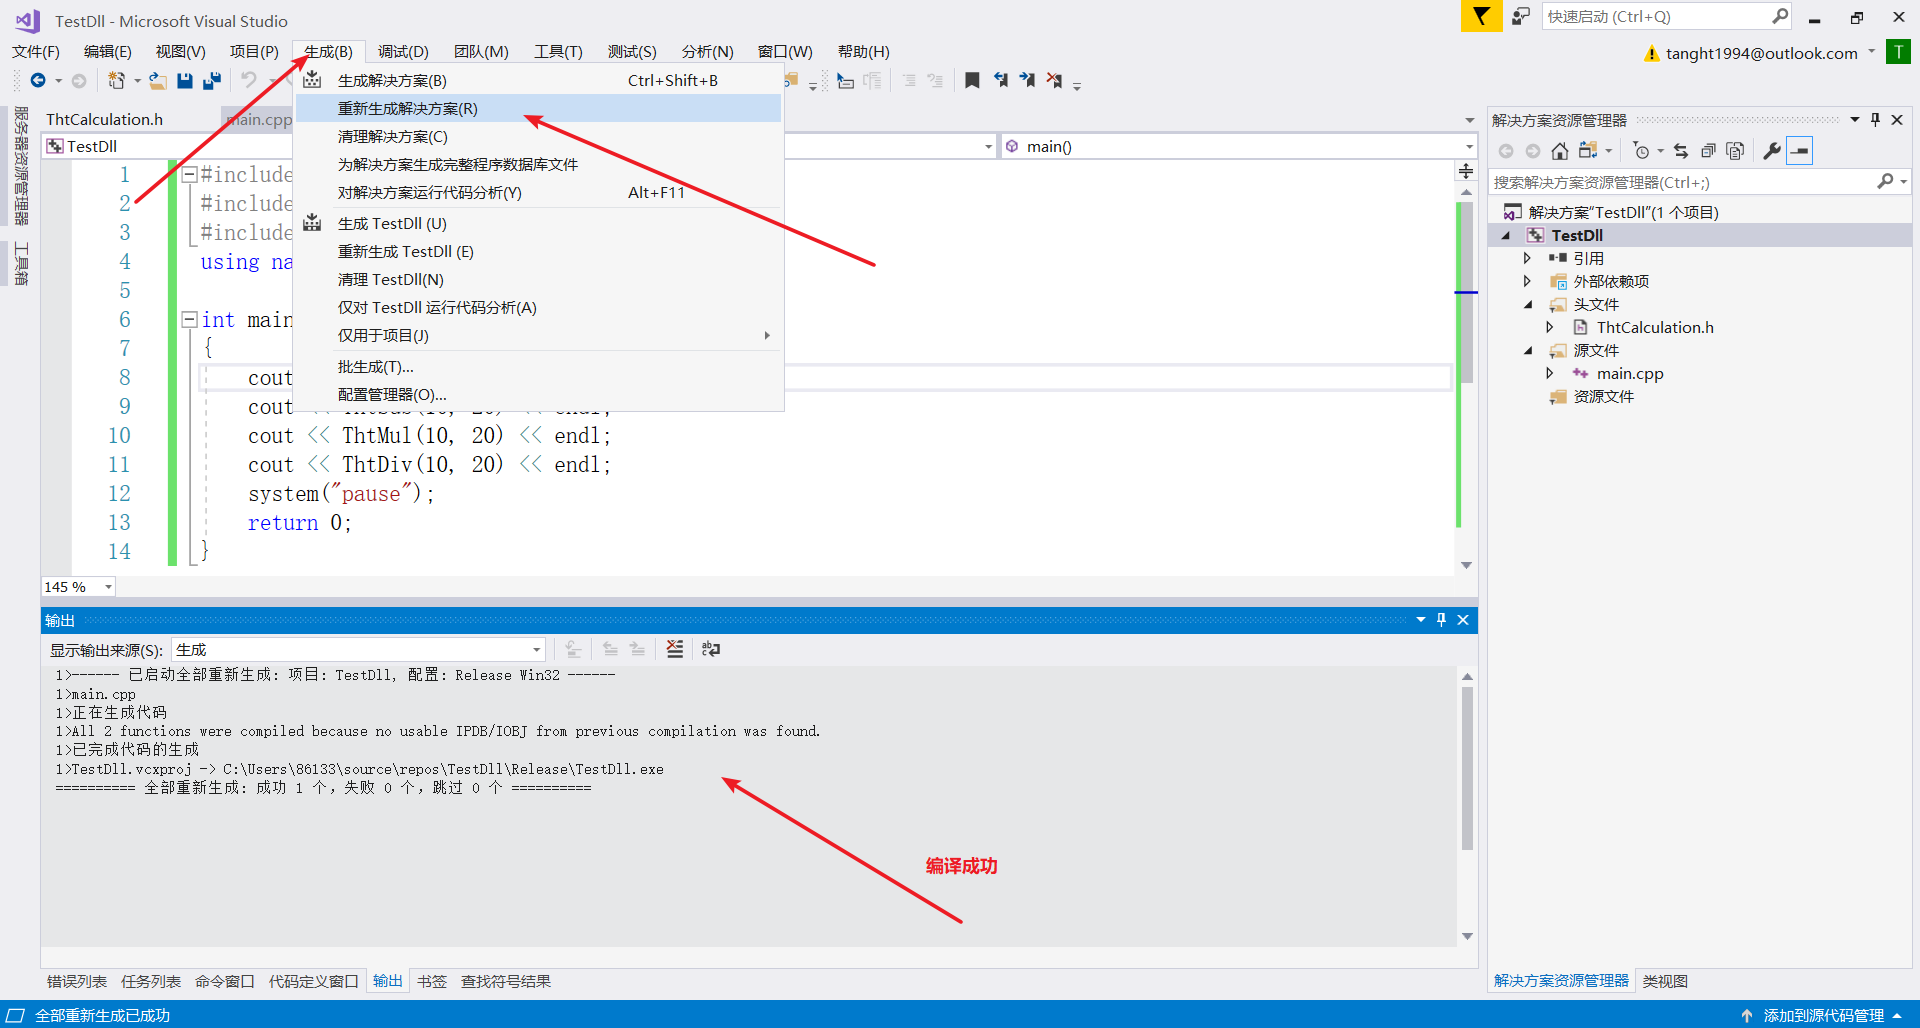 TestDll - Microsoft Visual Studio
快速启动 (Ctrl+Q)
文件(F) 编辑(E) 视图(V) 项目(P) 生成(B) 调试(D) 团队(M) 工具(T) 测试(S) 分析(N) 窗口(W) 帮助(H)
tanght1994@outlook.com
T
生成解决方案(B) Ctrl+Shift+B
重新生成解决方案(R)
清理解决方案(C)
为解决方案生成完整程序数据库文件
对解决方案运行代码分析(Y) Alt+F11
生成 TestDll (U)
重新生成 TestDll (E)
清理 TestDll(N)
仅对 TestDll 运行代码分析(A)
仅用于项目(J)
批生成(T)...
配置管理器(O)...
服务器资源管理器
工具箱
ThtCalculation.h main.cpp
TestDll
main()
1 #include
2 #include
3 #include
4 using na
5
6 int main
7 {
8 cout
9 cout << ThtSub(10, 20) << endl;
10 cout << ThtMul(10, 20) << endl;
11 cout << ThtDiv(10, 20) << endl;
12 system("pause");
13 return 0;
14 }
145 %
输出
显示输出来源(S): 生成
1>------ 已启动全部重新生成: 项目: TestDll, 配置: Release Win32 ------
1>main.cpp
1>正在生成代码
1>All 2 functions were compiled because no usable IPDB/IOBJ from previous compilation was found.
1>已完成代码的生成
1>TestDll.vcxproj -> C:\Users\86133\source\repos\TestDll\Release\TestDll.exe
========== 全部重新生成: 成功 1 个，失败 0 个，跳过 0 个 ==========
编译成功
错误列表 任务列表 命令窗口 代码定义窗口 输出 书签 查找符号结果
解决方案资源管理器
搜索解决方案资源管理器(Ctrl+;)
解决方案“TestDll”(1 个项目)
TestDll
引用
外部依赖项
头文件
ThtCalculation.h
源文件
main.cpp
资源文件
解决方案资源管理器 类视图
全部重新生成已成功
添加到源代码管理